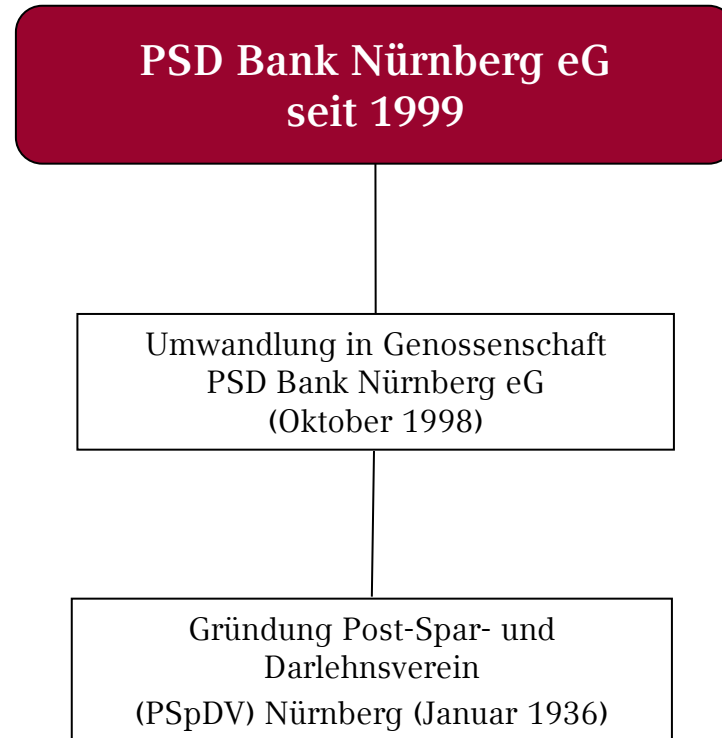 PSD Bank Nürnberg eG
seit 1999
Umwandlung in Genossenschaft
PSD Bank Nürnberg eG
(Oktober 1998)
Gründung Post-Spar- und
Darlehnsverein
(PSpDV) Nürnberg (Januar 1936)